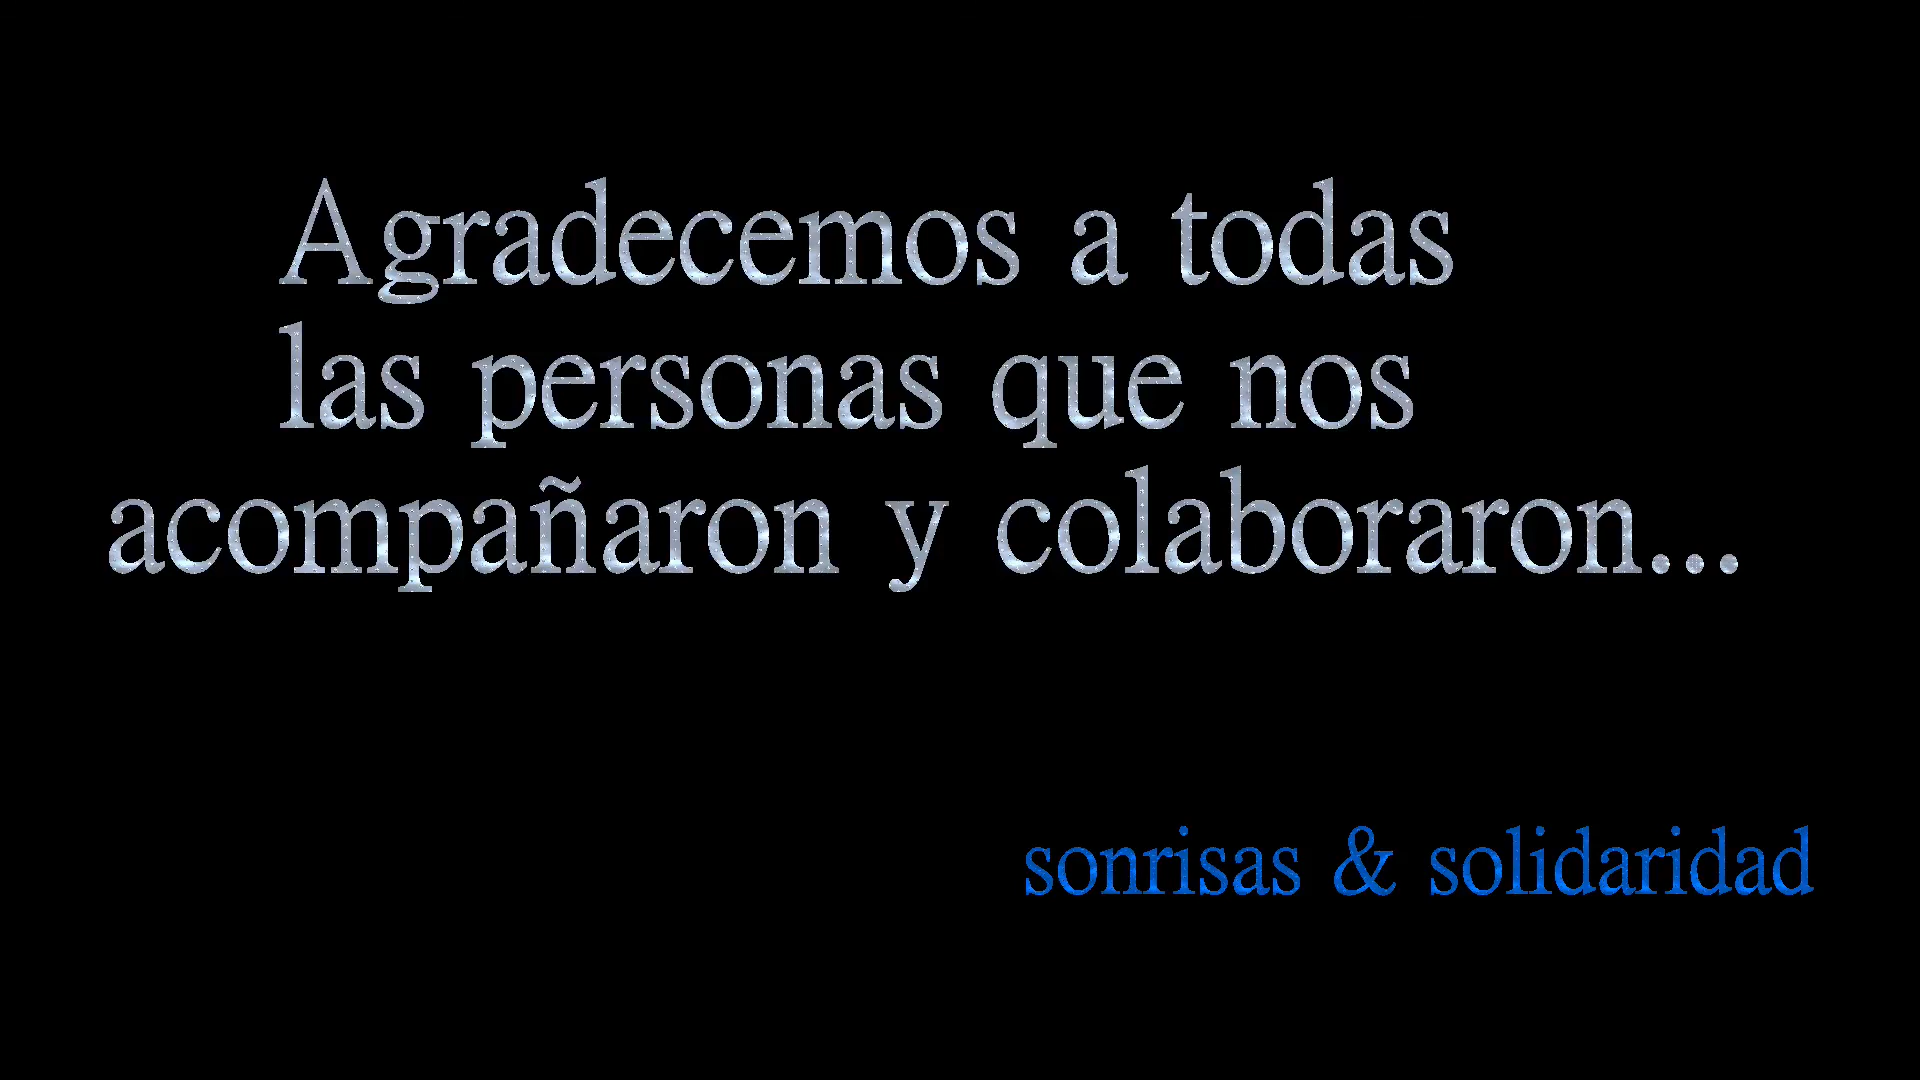 Agradecemos a todas
las personas que nos
acompañaron y colaboraron...
sonrisas & solidaridad